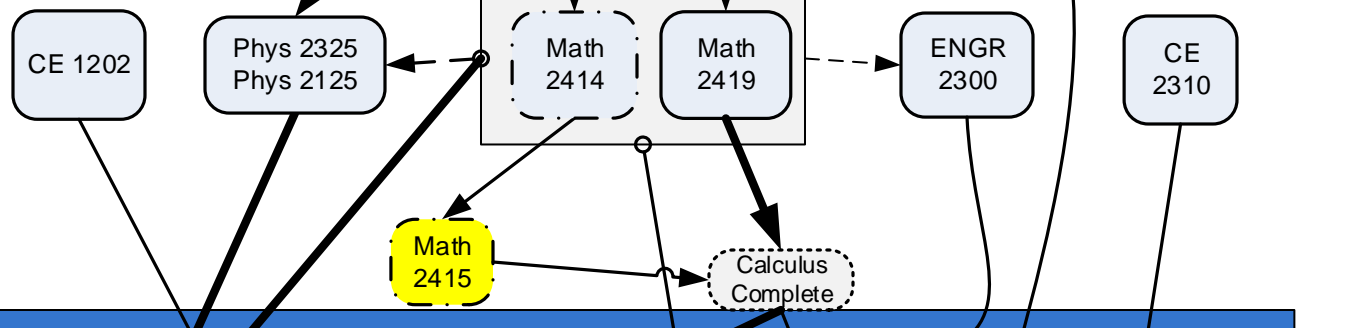 CE 1202
Phys 2325
Phys 2125
Math
2414
Math
2419
ENGR
2300
CE
2310
Math
2415
Calculus
Complete